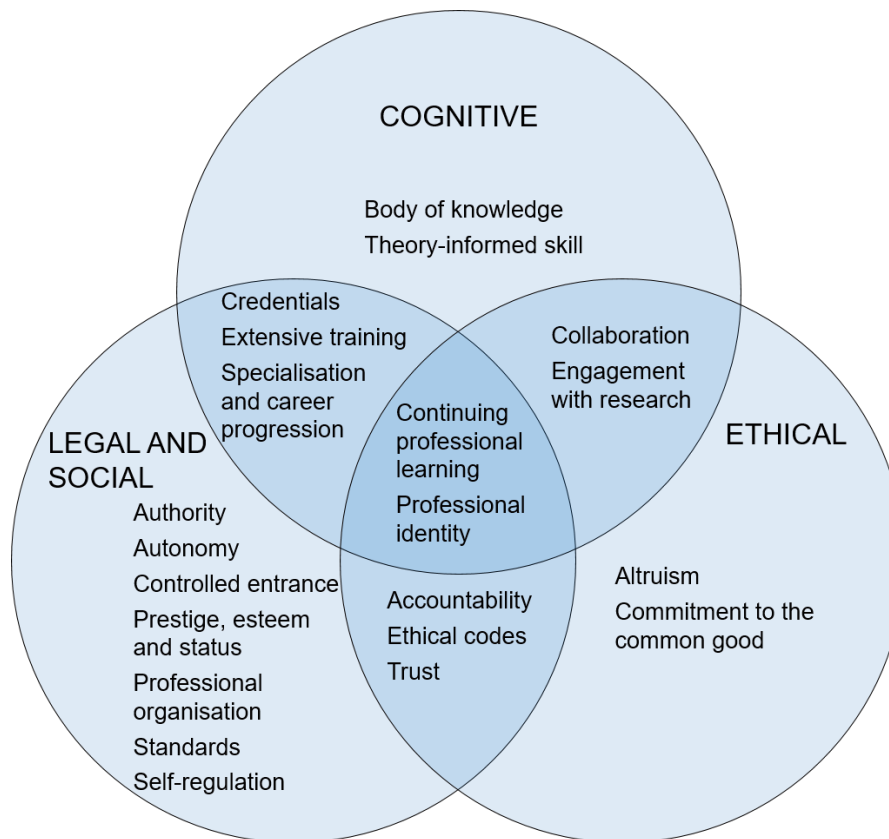 COGNITIVE
Body of knowledge
Theory-informed skill
Credentials
Extensive training
Specialisation
and career
progression
Collaboration
Engagement
with research
Continuing
professional
learning
Professional
identity
LEGAL AND
SOCIAL
Authority
Autonomy
Controlled entrance
Prestige, esteem
and status
Professional
organisation
Standards
Self-regulation
ETHICAL
Altruism
Commitment to the
common good
Accountability
Ethical codes
Trust